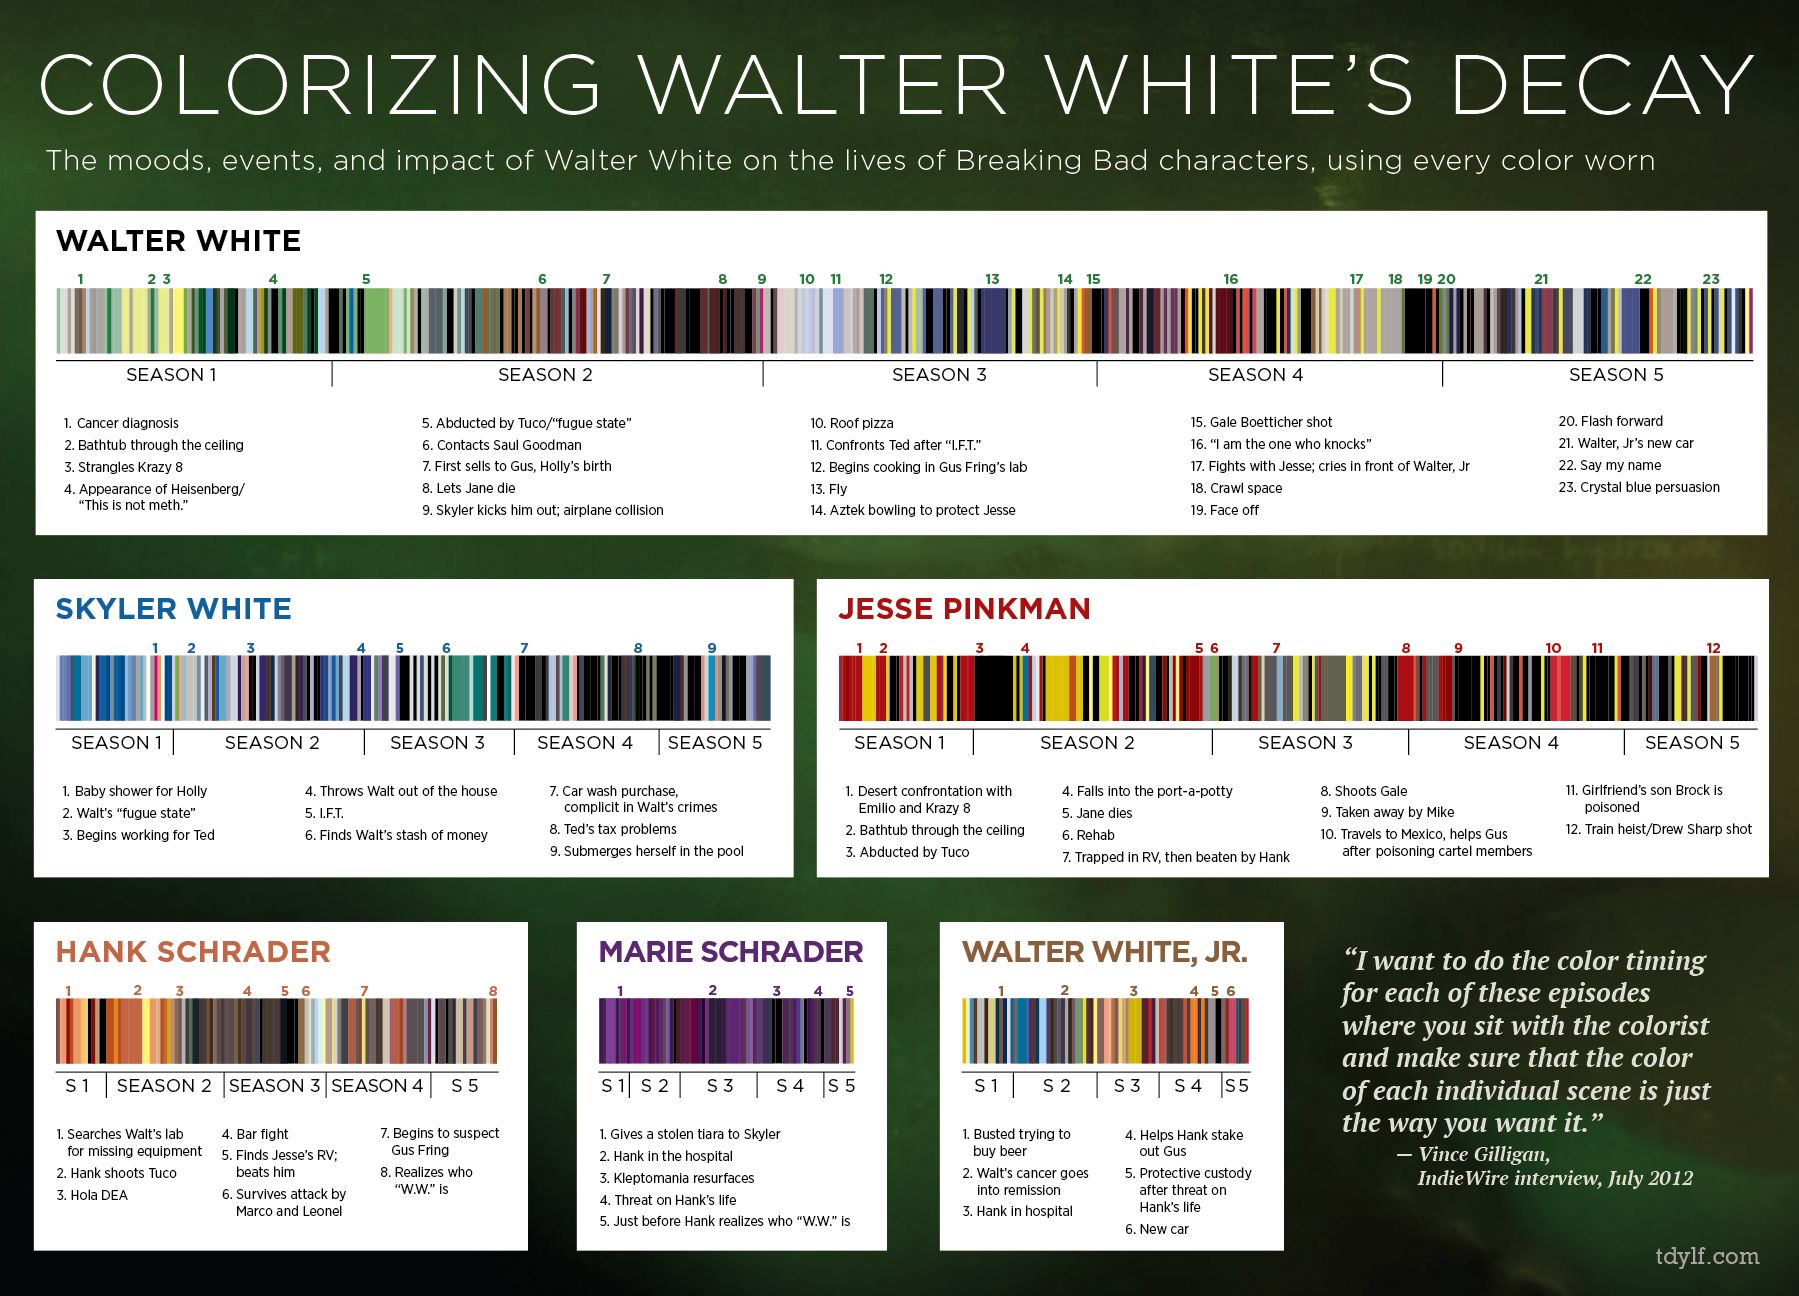 COLORIZING WALTER WHITE’S DECAY
The moods, events, and impact of Walter White on the lives of Breaking Bad characters, using every color worn
WALTER WHITE
1 2 3 4 5 6 7 8 9 10 11 12 13 14 15 16 17 18 19 20 21 22 23
SEASON 1 SEASON 2 SEASON 3 SEASON 4 SEASON 5
1. Cancer diagnosis
2. Bathtub through the ceiling
3. Strangles Krazy 8
4. Appearance of Heisenberg/
“This is not meth.”
5. Abducted by Tuco/“fugue state”
6. Contacts Saul Goodman
7. First sells to Gus, Holly’s birth
8. Lets Jane die
9. Skyler kicks him out; airplane collision
10. Roof pizza
11. Confronts Ted after “I.F.T.”
12. Begins cooking in Gus Fring’s lab
13. Fly
14. Aztek bowling to protect Jesse
15. Gale Boetticher shot
16. “I am the one who knocks”
17. Fights with Jesse; cries in front of Walter, Jr
18. Crawl space
19. Face off
20. Flash forward
21. Walter, Jr’s new car
22. Say my name
23. Crystal blue persuasion
SKYLER WHITE
1 2 3 4 5 6 7 8 9
SEASON 1 SEASON 2 SEASON 3 SEASON 4 SEASON 5
1. Baby shower for Holly
2. Walt’s “fugue state”
3. Begins working for Ted
4. Throws Walt out of the house
5. I.F.T.
6. Finds Walt’s stash of money
7. Car wash purchase,
complicit in Walt’s crimes
8. Ted’s tax problems
9. Submerges herself in the pool
JESSE PINKMAN
1 2 3 4 5 6 7 8 9 10 11 12
SEASON 1 SEASON 2 SEASON 3 SEASON 4 SEASON 5
1. Desert confrontation with
Emilio and Krazy 8
2. Bathtub through the ceiling
3. Abducted by Tuco
4. Falls into the port-a-potty
5. Jane dies
6. Rehab
7. Trapped in RV, then beaten by Hank
8. Shoots Gale
9. Taken away by Mike
10. Travels to Mexico, helps Gus
after poisoning cartel members
11. Girlfriend’s son Brock is
poisoned
12. Train heist/Drew Sharp shot
HANK SCHRADER
1 2 3 4 5 6 7 8
S 1 SEASON 2 SEASON 3 SEASON 4 S 5
1. Searches Walt’s lab
for missing equipment
2. Hank shoots Tuco
3. Hola DEA
4. Bar fight
5. Finds Jesse’s RV;
beats him
6. Survives attack by
Marco and Leonel
7. Begins to suspect
Gus Fring
8. Realizes who
“W.W.” is
MARIE SCHRADER
1 2 3 4 5
S 1 S 2 S 3 S 4 S 5
1. Gives a stolen tiara to Skyler
2. Hank in the hospital
3. Kleptomania resurfaces
4. Threat on Hank’s life
5. Just before Hank realizes who “W.W.” is
WALTER WHITE, JR.
1 2 3 4 5 6
S 1 S 2 S 3 S 4 S 5
1. Busted trying to
buy beer
2. Walt’s cancer goes
into remission
3. Hank in hospital
4. Helps Hank stake
out Gus
5. Protective custody
after threat on
Hank’s life
6. New car
“I want to do the color timing
for each of these episodes
where you sit with the colorist
and make sure that the color
of each individual scene is just
the way you want it.”
— Vince Gilligan,
IndieWire interview, July 2012
tdylf.com